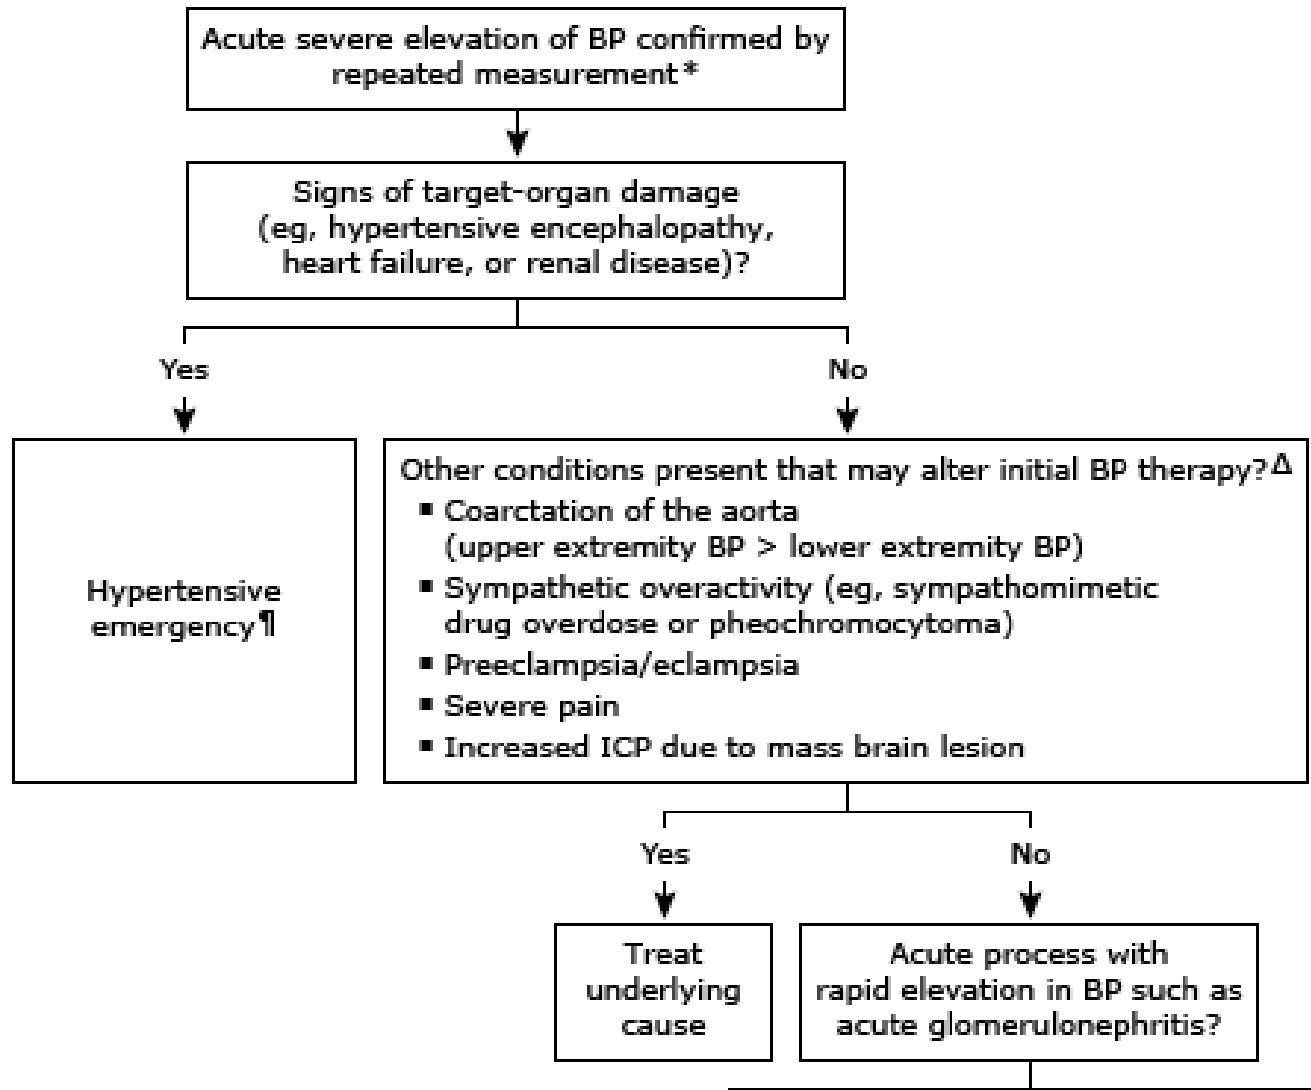 Acute severe elevation of BP confirmed by
repeated measurement*
Signs of target-organ damage
(eg, hypertensive encephalopathy,
heart failure, or renal disease)?
Yes
No
Hypertensive
emergency¶
Other conditions present that may alter initial BP therapy?Δ
▪ Coarctation of the aorta
(upper extremity BP > lower extremity BP)
▪ Sympathetic overactivity (eg, sympathomimetic
drug overdose or pheochromocytoma)
▪ Preeclampsia/eclampsia
▪ Severe pain
▪ Increased ICP due to mass brain lesion
Yes
No
Treat
underlying
cause
Acute process with
rapid elevation in BP such as
acute glomerulonephritis?